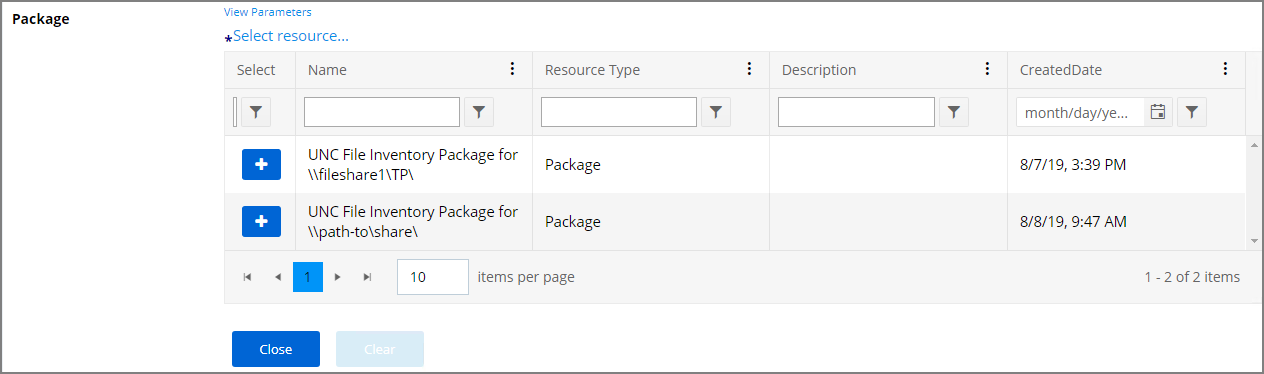 Package
View Parameters
*Select resource...
Select Name Resource Type Description CreatedDate
month/day/ye...
UNC File Inventory Package for
\\fileshare1\TP\
Package
8/7/19, 3:39 PM
UNC File Inventory Package for
\\path-to\share\
Package
8/8/19, 9:47 AM
1 10 items per page 1 - 2 of 2 items
Close Clear